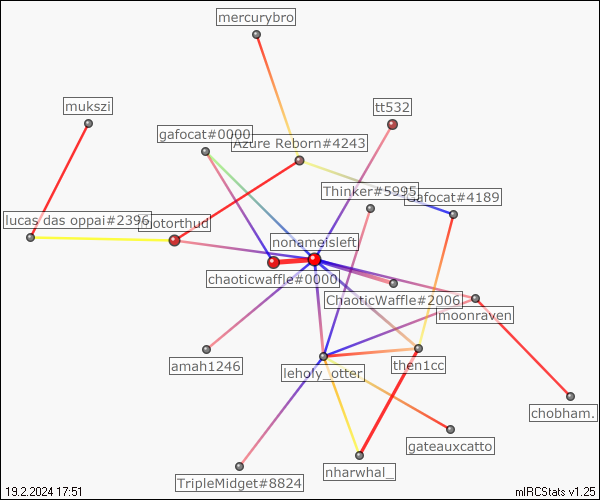 mercurybro
mukszi
tt532
gafocat#0000
Azure Reborn#4243
Thinker#5995
Gafocat#4189
lucas das oppai#2396
motorthud
nonameisleft
chaoticwaffle#0000
ChaoticWaffle#2006
moonraven
amah1246
leholy_otter
then1cc
chobham.
gateauxcatto
nharwhal_
TripleMidget#8824
19.2.2024 17:51
mIRCStats v1.25